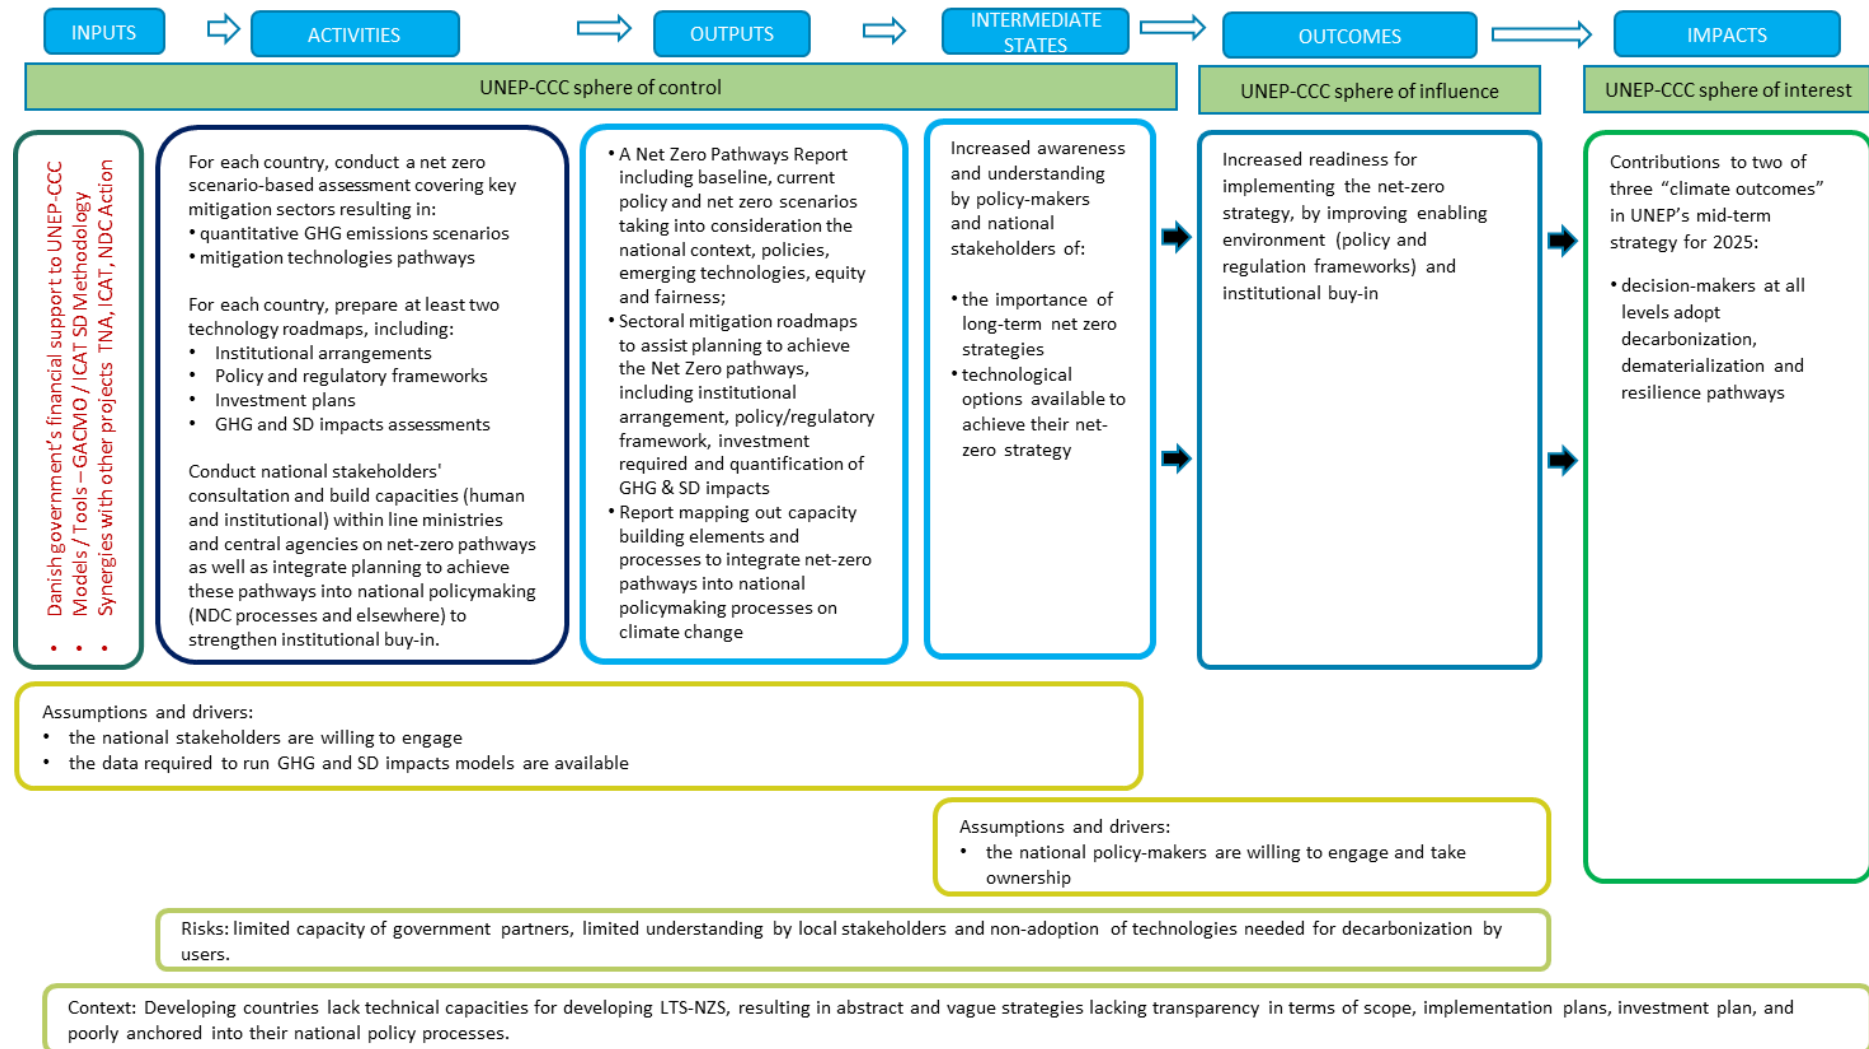 INPUTS
ACTIVITIES
OUTPUTS
INTERMEDIATE
STATES
OUTCOMES
IMPACTS
UNEP-CCC sphere of control
UNEP-CCC sphere of influence
UNEP-CCC sphere of interest
• Danish government's financial support to UNEP-CCC
• Models / Tools – GACMO / ICAT SD Methodology
• Synergies with other projects TNA, ICAT, NDC Action
For each country, conduct a net zero
scenario-based assessment covering key
mitigation sectors resulting in:
• quantitative GHG emissions scenarios
• mitigation technologies pathways
For each country, prepare at least two
technology roadmaps, including:
• Institutional arrangements
• Policy and regulatory frameworks
• Investment plans
• GHG and SD impacts assessments
Conduct national stakeholders'
consultation and build capacities (human
and institutional) within line ministries
and central agencies on net-zero pathways
as well as integrate planning to achieve
these pathways into national policymaking
(NDC processes and elsewhere) to
strengthen institutional buy-in.
• A Net Zero Pathways Report
including baseline, current
policy and net zero scenarios
taking into consideration the
national context, policies,
emerging technologies, equity
and fairness;
• Sectoral mitigation roadmaps
to assist planning to achieve
the Net Zero pathways,
including institutional
arrangement, policy/regulatory
framework, investment
required and quantification of
GHG & SD impacts
• Report mapping out capacity
building elements and
processes to integrate net-zero
pathways into national
policymaking processes on
climate change
Increased awareness
and understanding
by policy-makers
and national
stakeholders of:
• the importance of
long-term net zero
strategies
• technological
options available to
achieve their net-
zero strategy
Increased readiness for
implementing the net-zero
strategy, by improving enabling
environment (policy and
regulation frameworks) and
institutional buy-in
Contributions to two of
three “climate outcomes”
in UNEP’s mid-term
strategy for 2025:
• decision-makers at all
levels adopt
decarbonization,
dematerialization and
resilience pathways
Assumptions and drivers:
• the national stakeholders are willing to engage
• the data required to run GHG and SD impacts models are available
Assumptions and drivers:
• the national policy-makers are willing to engage and take
ownership
Risks: limited capacity of government partners, limited understanding by local stakeholders and non-adoption of technologies needed for decarbonization by
users.
Context: Developing countries lack technical capacities for developing LTS-NZS, resulting in abstract and vague strategies lacking transparency in terms of scope, implementation plans, investment plan, and
poorly anchored into their national policy processes.